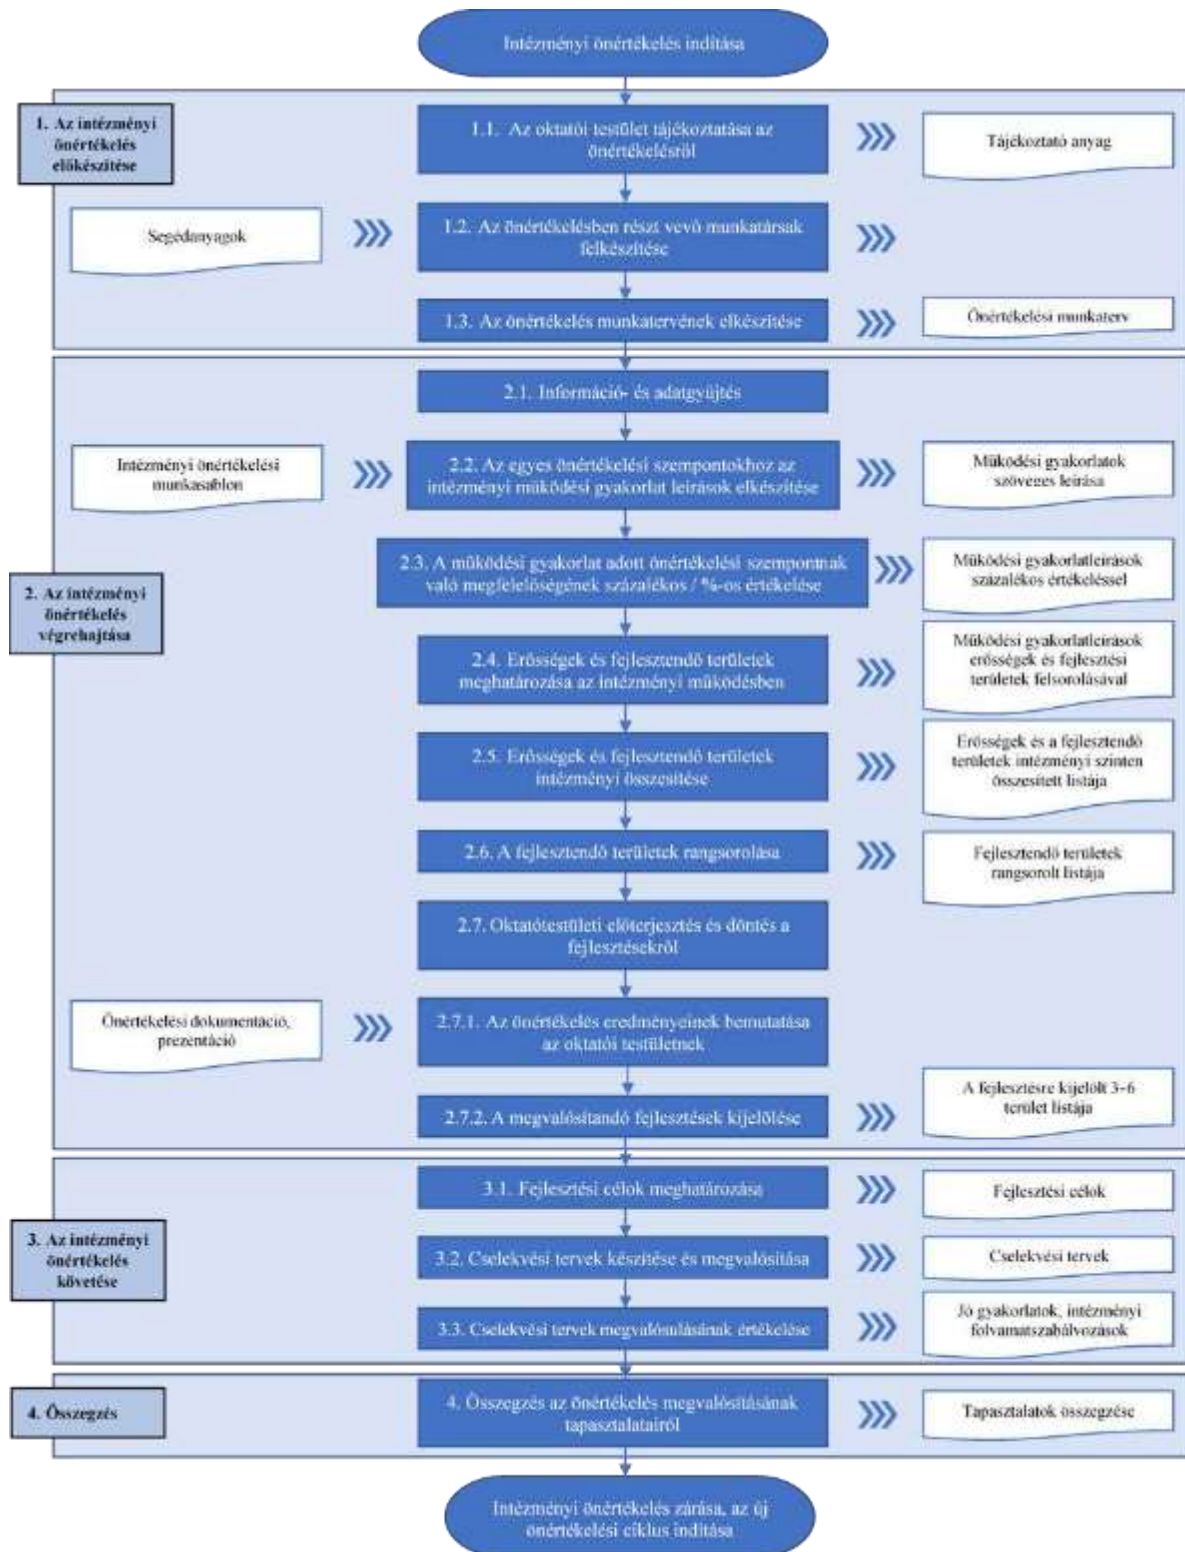 Intézményi önértékelés indítása
1. Az intézményi
önértékelés
előkészítése
1.1. Az oktatói testület tájékoztatása az
önértékelésről
Tájékoztató anyag
Segédanyagok
1.2. Az önértékelésben részt vevő munkatársak
felkészítése
1.3. Az önértékelés munkatervének elkészítése
Önértékelési munkaterv
2. Az intézményi
önértékelés
végrehajtása
2.1. Információ- és adatgyűjtés
Intézményi önértékelési
munkasablon
2.2. Az egyes önértékelési szempontokhoz az
intézményi működési gyakorlat leírások elkészítése
Működési gyakorlatok
szöveges leírása
2.3. A működési gyakorlat adott önértékelési szempontnak
való megfelelőségének százalékos / %-os értékelése
Működési gyakorlatleírások
százalékos értékeléssel
2.4. Erősségek és fejlesztendő területek
meghatározása az intézményi működésben
Működési gyakorlatleírások
erősségek és fejlesztési
területek felsorolásával
2.5. Erősségek és fejlesztendő területek
intézményi összesítése
Erősségek és a fejlesztendő
területek intézményi szinten
összesített listája
2.6. A fejlesztendő területek rangsorolása
Fejlesztendő területek
rangsorolt listája
2.7. Oktatótestületi előterjesztés és döntés a
fejlesztésekről
Önértékelési dokumentáció,
prezentáció
2.7.1. Az önértékelés eredményeinek bemutatása
az oktatói testületnek
2.7.2. A megvalósítandó fejlesztések kijelölése
A fejlesztésre kijelölt 3-6
terület listája
3. Az intézményi
önértékelés
követése
3.1. Fejlesztési célok meghatározása
Fejlesztési célok
3.2. Cselekvési tervek készítése és megvalósítása
Cselekvési tervek
3.3. Cselekvési tervek megvalósulásának értékelése
Jó gyakorlatok, intézményi
folyamatszabályozások
4. Összegzés
4. Összegzés az önértékelés megvalósításának
tapasztalatairól
Tapasztalatok összegzése
Intézményi önértékelés zárása, az új
önértékelési ciklus indítása